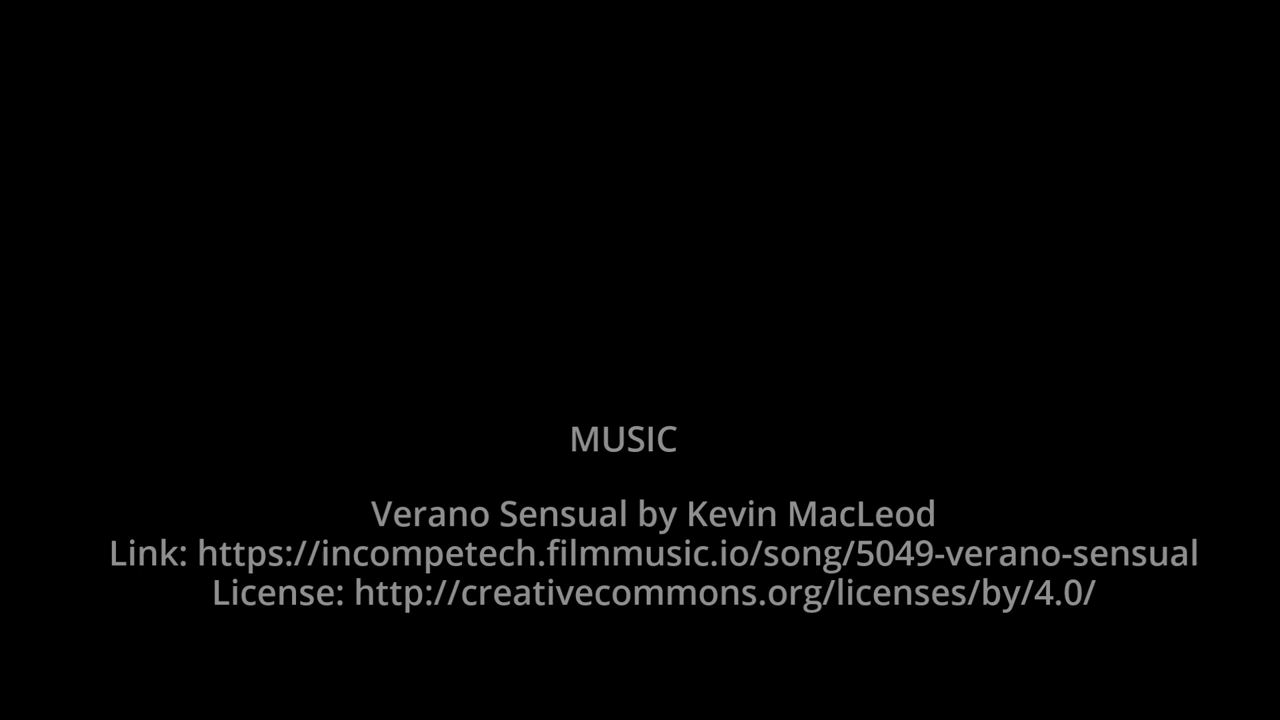 MUSIC
Verano Sensual by Kevin MacLeod
Link: https://incompetech.filmmusic.io/song/5049-verano-sensual
License: http://creativecommons.org/licenses/by/4.0/